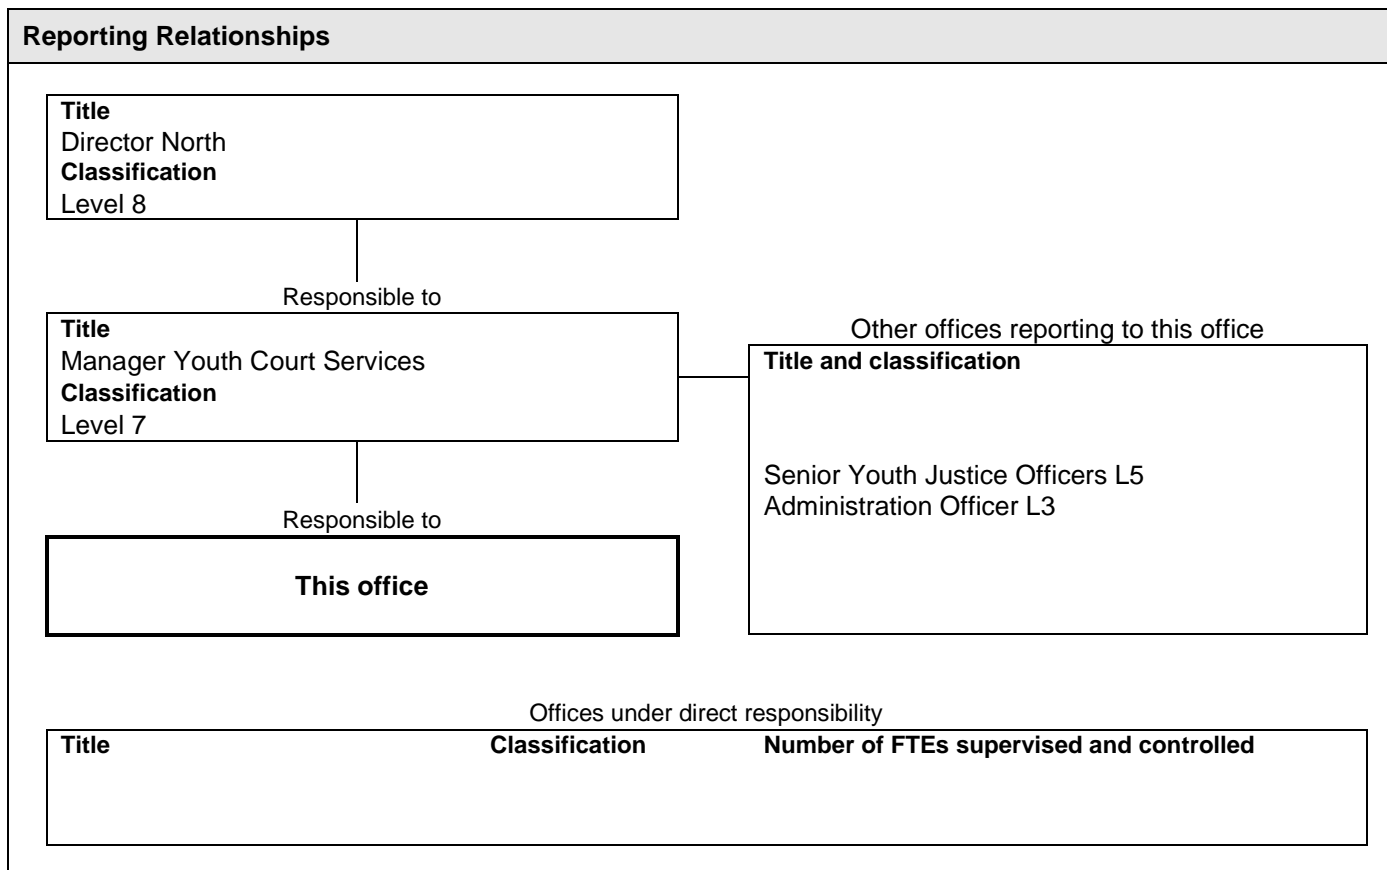 Reporting Relationships
Title
Director North
Classification
Level 8
Responsible to
Title
Manager Youth Court Services
Classification
Level 7
Other offices reporting to this office
Title and classification
Senior Youth Justice Officers L5
Administration Officer L3
Responsible to
This office
Offices under direct responsibility
Title Classification Number of FTEs supervised and controlled